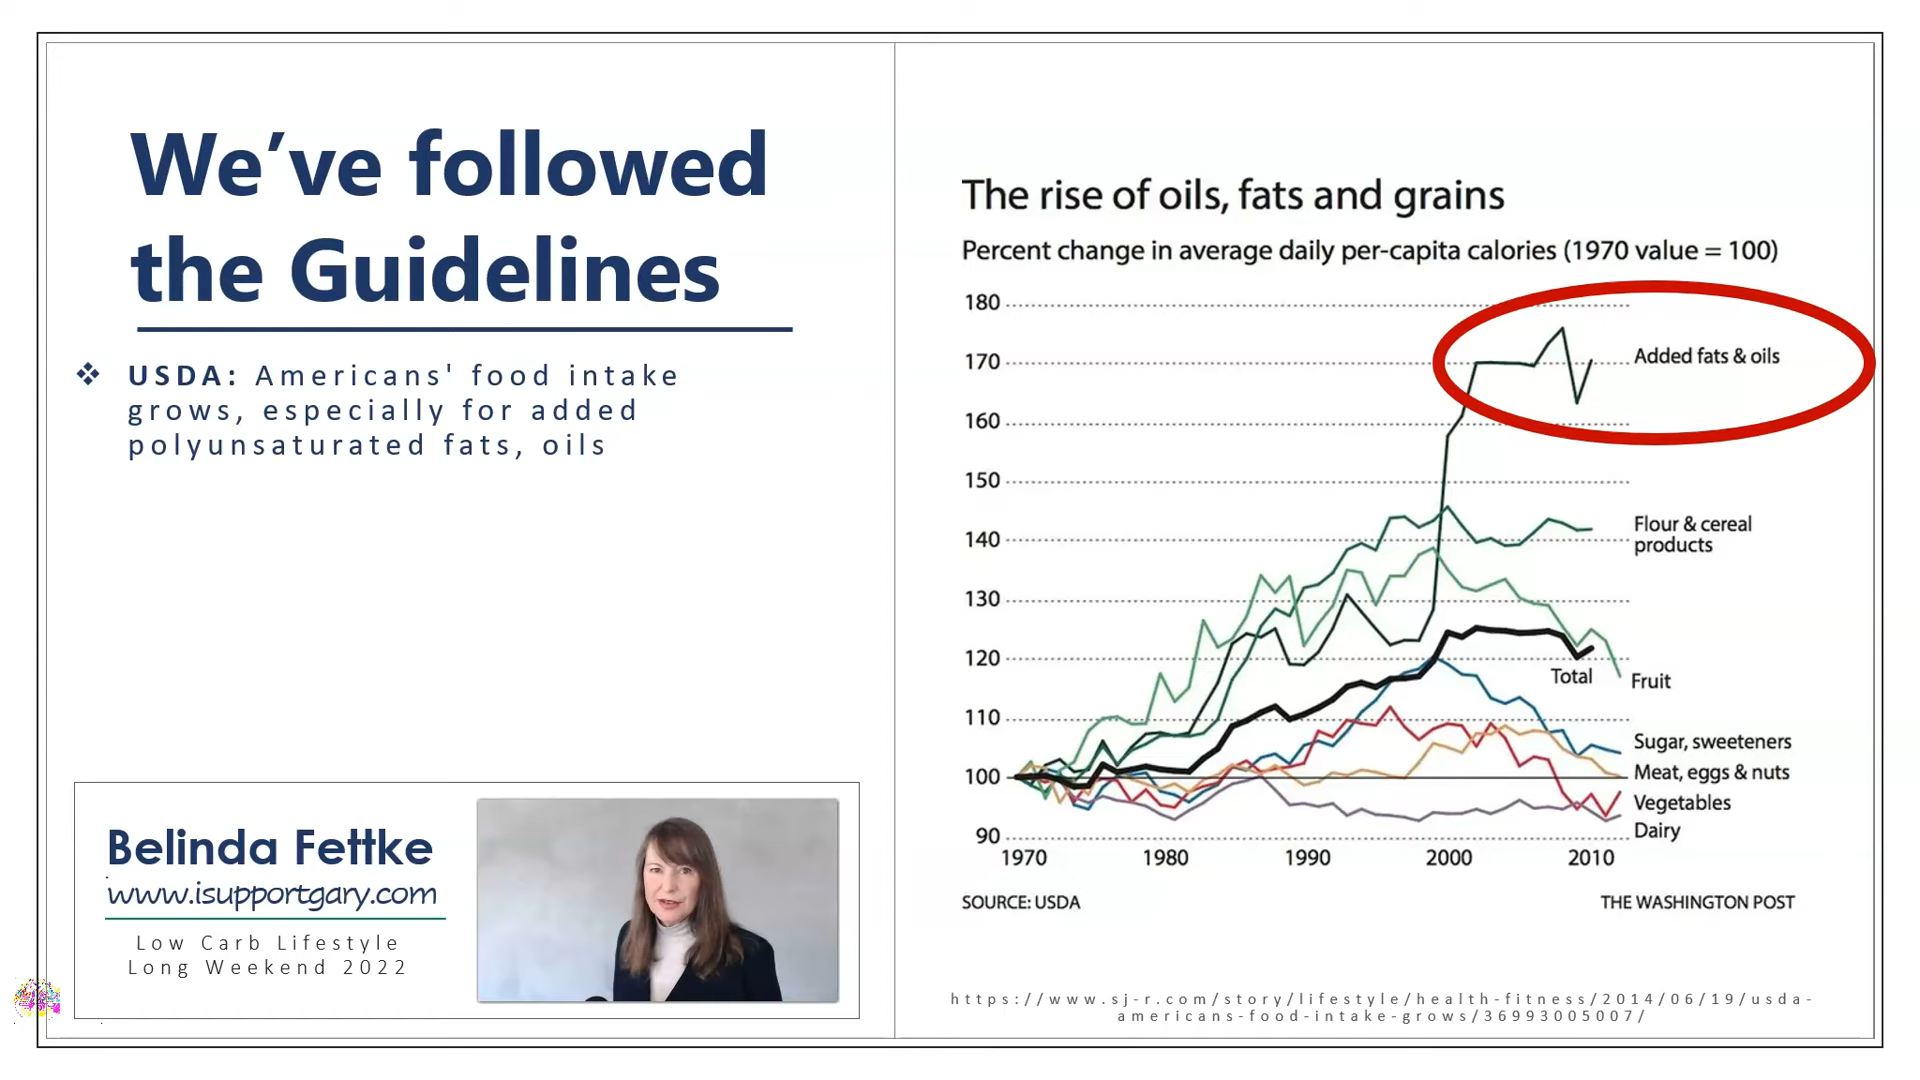 We've followed
the Guidelines
❖ USDA: Americans' food intake
grows, especially for added
polyunsaturated fats, oils
Belinda Fettke
www.isupportgary.com
Low Carb Lifestyle
Long Weekend 2022
The rise of oils, fats and grains
Percent change in average daily per-capita calories (1970 value = 100)
180
170
160
150
140
130
120
110
100
90
Added fats & oils
Flour & cereal
products
Total
Fruit
Sugar, sweeteners
Meat, eggs & nuts
Vegetables
Dairy
1970 1980 1990 2000 2010
SOURCE: USDA THE WASHINGTON POST
https://www.sj-r.com/story/lifestyle/health-fitness/2014/06/19/usda-
americans-food-intake-grows/36993005007/